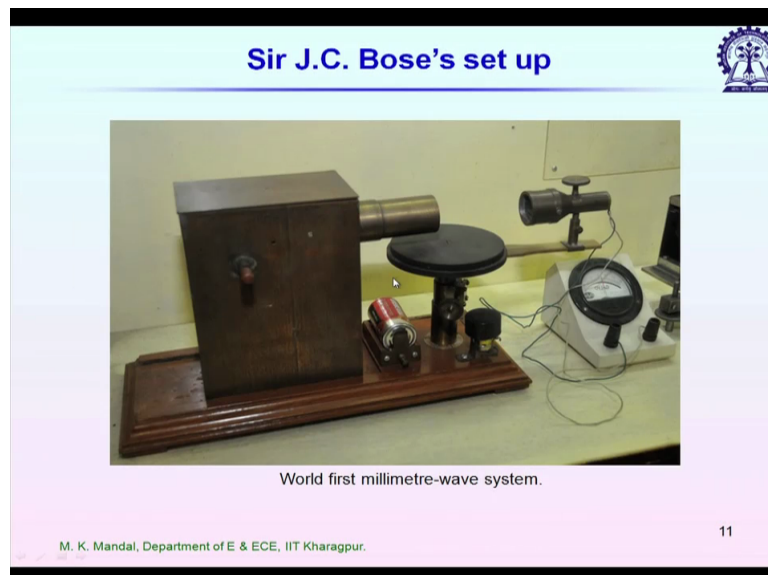 Sir J.C. Bose's set up
World first millimetre-wave system.
11
M. K. Mandal, Department of E & ECE, IIT Kharagpur.